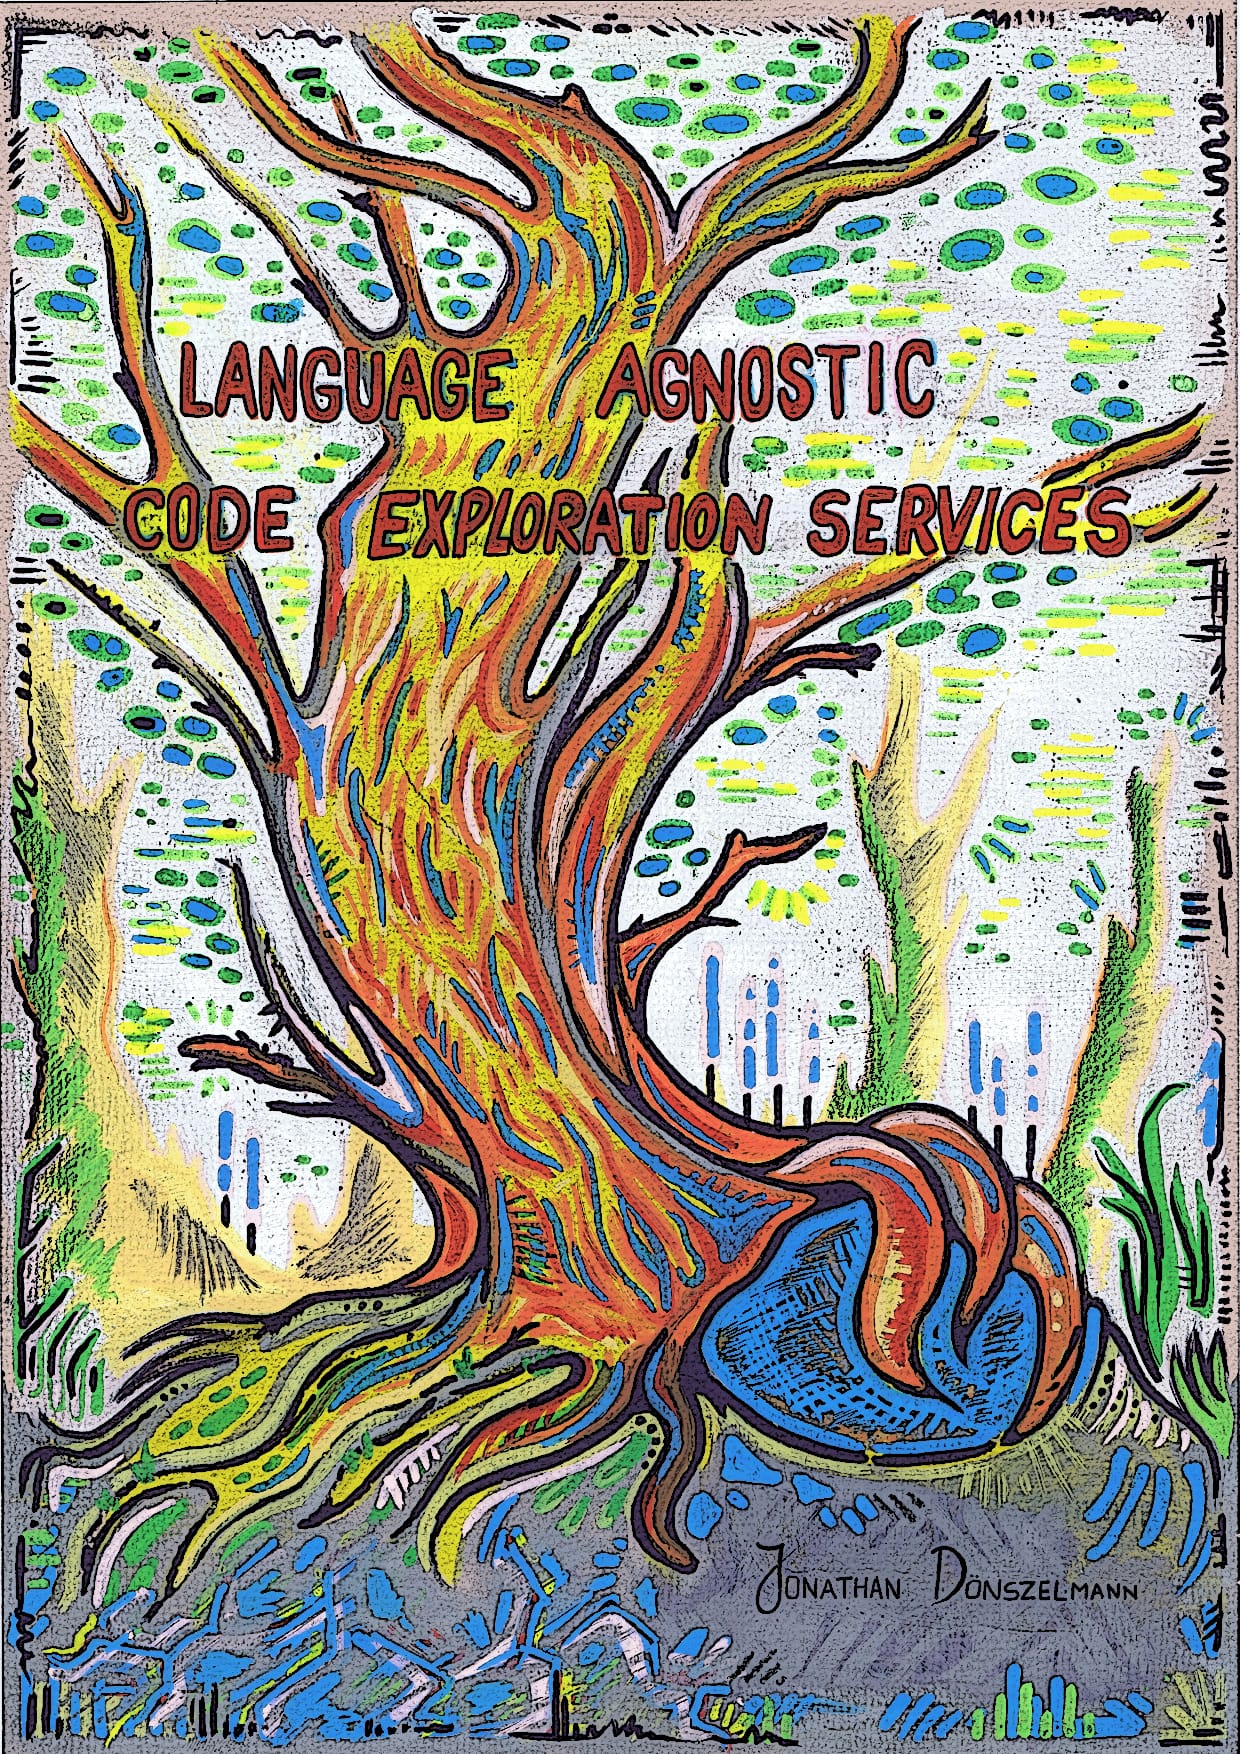 LANGUAGE AGNOSTIC
CODE EXPLORATION SERVICES
JONATHAN DÖNSZELMANN